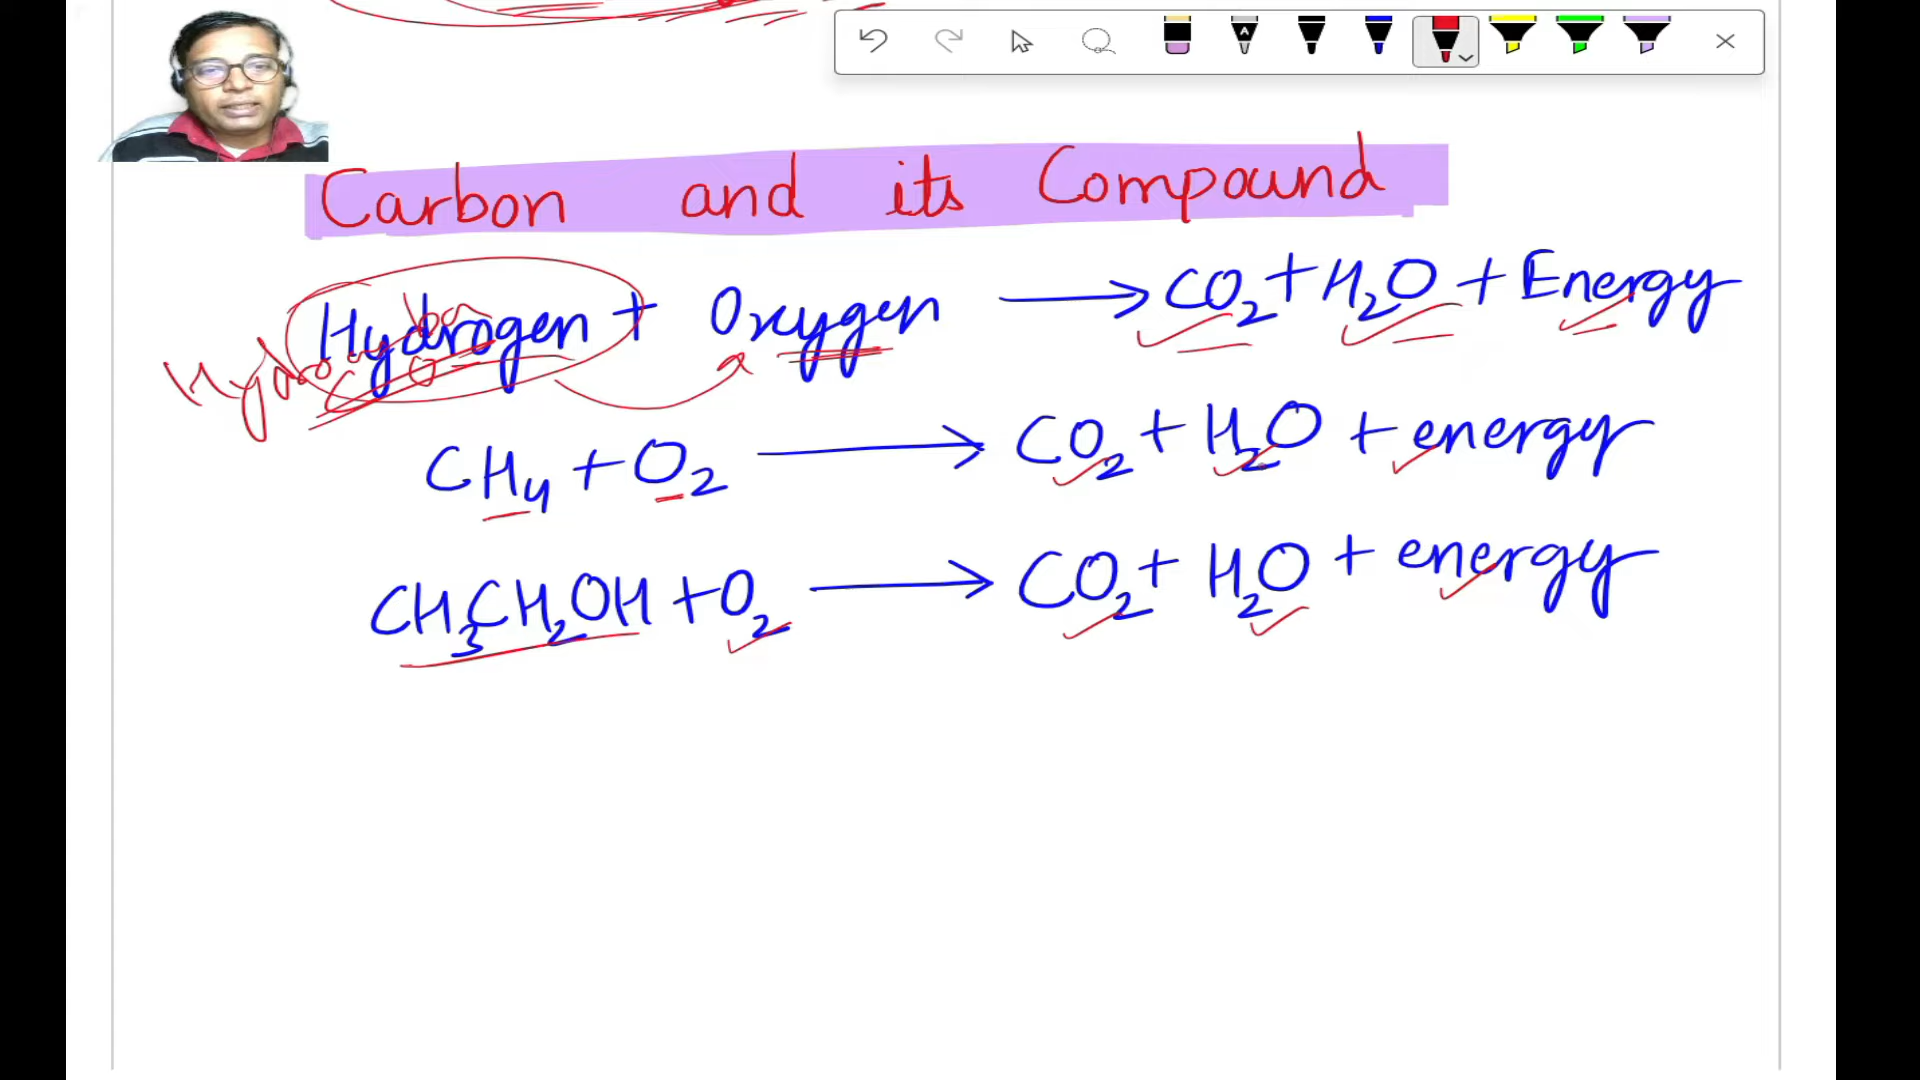 Carbon and its Compound
Hydrogen + Oxygen → CO₂ + H₂O + Energy
Hydrocarbon
CH₄ + O₂ → CO₂ + H₂O + energy
CH₃CH₂OH + O₂ → CO₂ + H₂O + energy